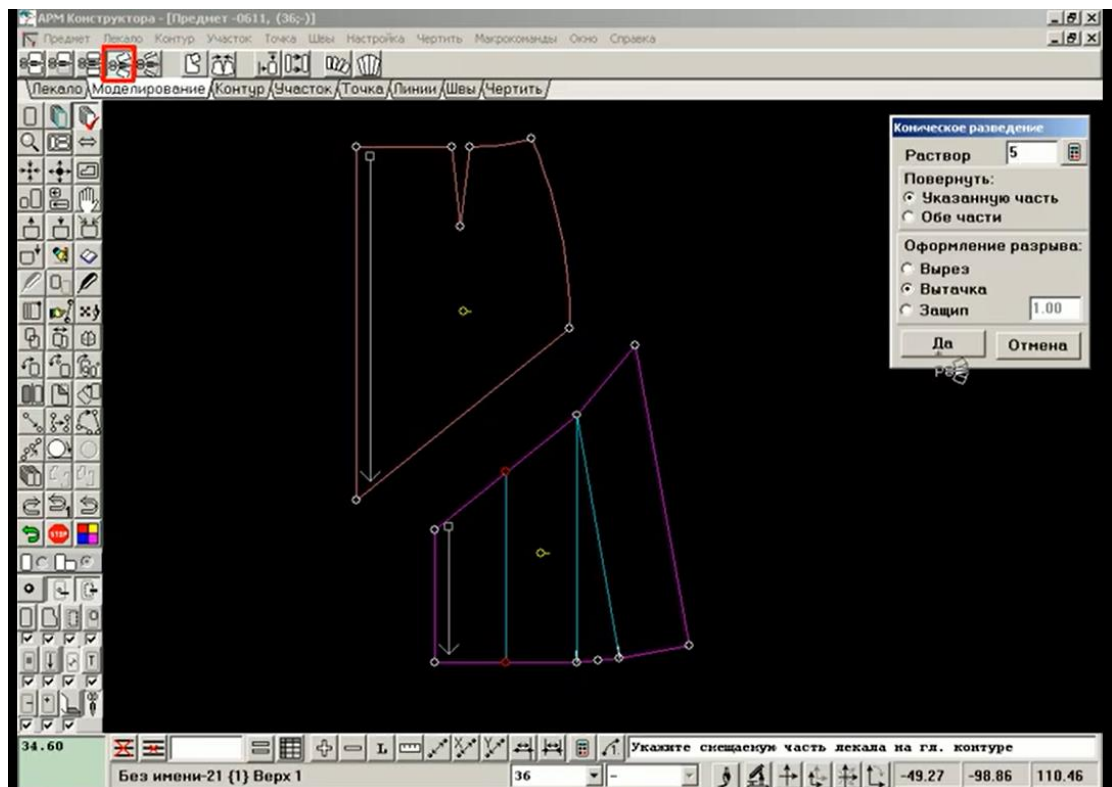 АРМ Конструктора - [Предмет -0611, (36;-)]
Предмет Лекало Контур Участок Точка Швы Настройка Чертить Макрокоманды Окно Справка
Лекало Моделирование Контур Участок Точка Линии Швы Чертить
Коническое разведение
Раствор 5
Повернуть:
Указанную часть
Обе части
Оформление разрыва:
Вырез
Вытачка
Защип 1.00
Да Отмена
STOP
34.60
L
Укажите смещаемую часть лекала на гл. контуре
Без имени-21 {1} Верх 1 36 - -49.27 -98.86 110.46